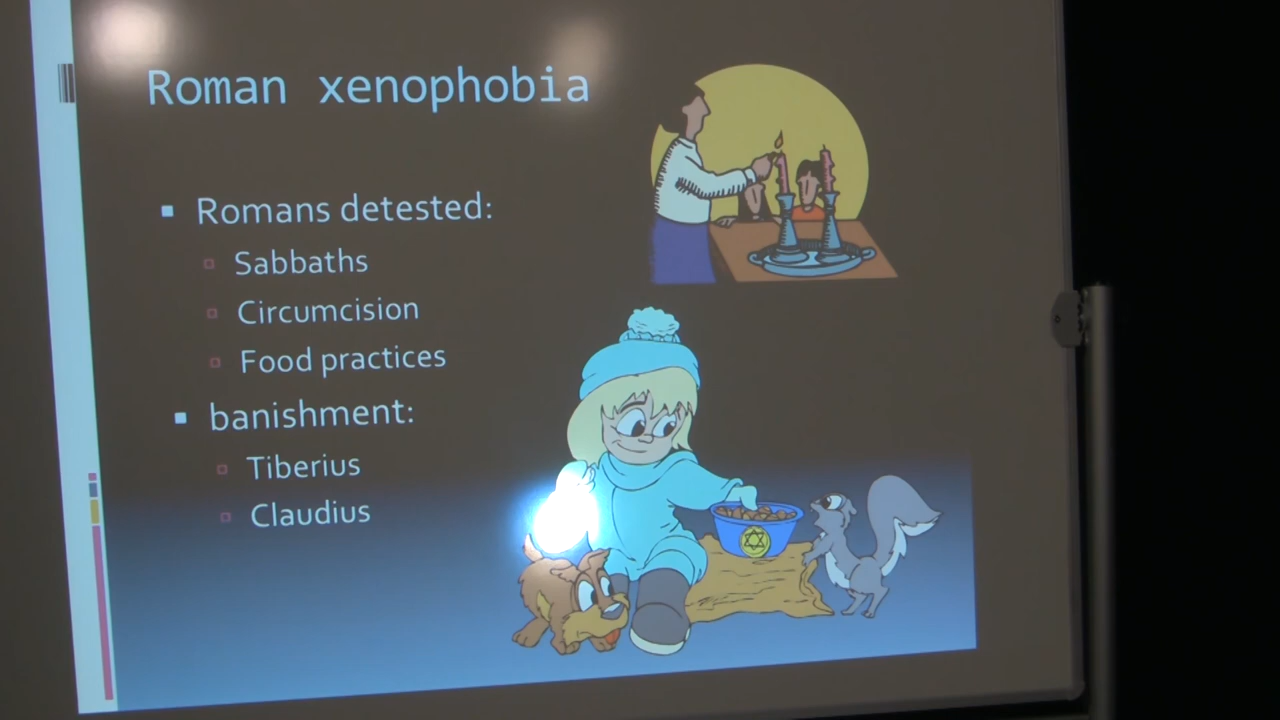 Roman xenophobia
Romans detested:
Sabbaths
Circumcision
Food practices
banishment:
Tiberius
Claudius